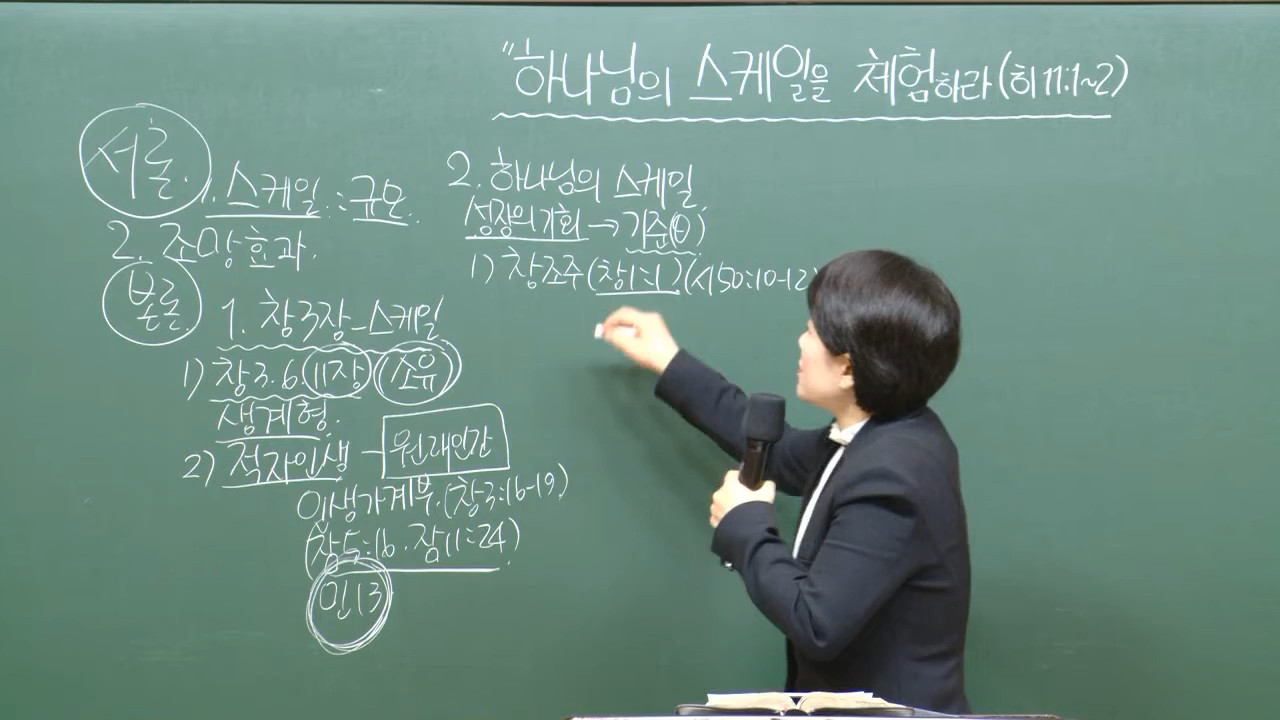 "하나님의 스케일을 체험하라(히11:1~2)
서론.
1. 스케일.:규모.
2. 조망효과.
본론.
1. 창3장-스케일
1) 창3.6.11장 소유
생계형.
2) 적자인생 - 원래인간
인생가계부.(창3:16-19)
5:16.잠11:24)
민13
2. 하나님의 스케일.
성장의기회→기준
1) 창조주(창1:1)(시50:10-12)